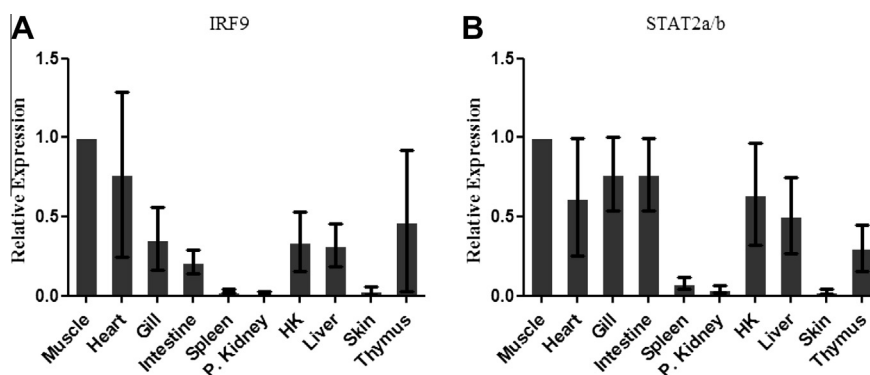 A
IRF9
Relative Expression
1.5
1.0
0.5
0.0
Muscle
Heart
Gill
Intestine
Spleen
P. Kidney
HK
Liver
Skin
Thymus
B
STAT2a/b
Relative Expression
1.5
1.0
0.5
0.0
Muscle
Heart
Gill
Intestine
Spleen
P. Kidney
HK
Liver
Skin
Thymus